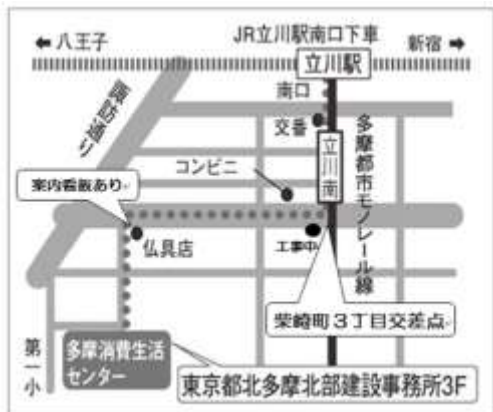 JR立川駅南口下車
← 八王子
新宿 →
立川駅
南口
諏訪通り
交番
立川南
多摩都市モノレール線
コンビニ
案内看板あり
仏具店
工事中
柴崎町3丁目交差点
第一小
多摩消費生活
センター
東京都北多摩北部建設事務所3F